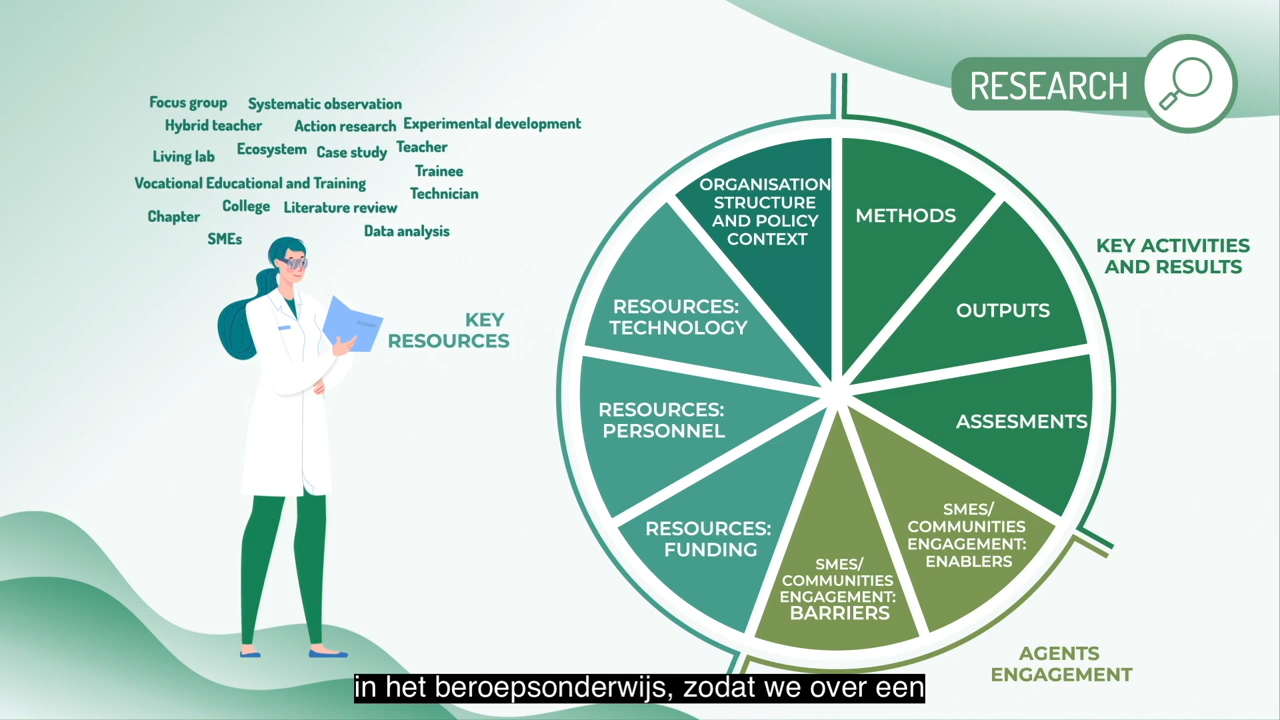 RESEARCH
Focus group
Systematic observation
Hybrid teacher
Action research
Experimental development
Living lab
Ecosystem
Case study
Teacher
Trainee
Vocational Educational and Training
Technician
Chapter
College
Literature review
SMEs
Data analysis
KEY
RESOURCES
ORGANISATION
STRUCTURE
AND POLICY
CONTEXT
METHODS
OUTPUTS
ASSESMENTS
SMES/
COMMUNITIES
ENGAGEMENT:
ENABLERS
SMES/
COMMUNITIES
ENGAGEMENT:
BARRIERS
RESOURCES:
FUNDING
RESOURCES:
PERSONNEL
RESOURCES:
TECHNOLOGY
KEY ACTIVITIES
AND RESULTS
AGENTS
ENGAGEMENT
in het beroepsonderwijs, zodat we over een